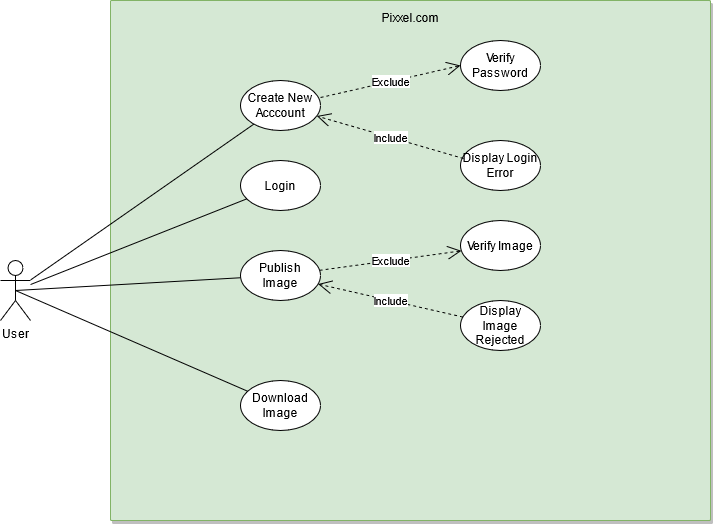 Pixxel.com
Verify
Password
Exclude
Create New
Acccount
Include
Display Login
Error
Login
Verify Image
Exclude
Publish
Image
Include
Display
Image
Rejected
User
Download
Image